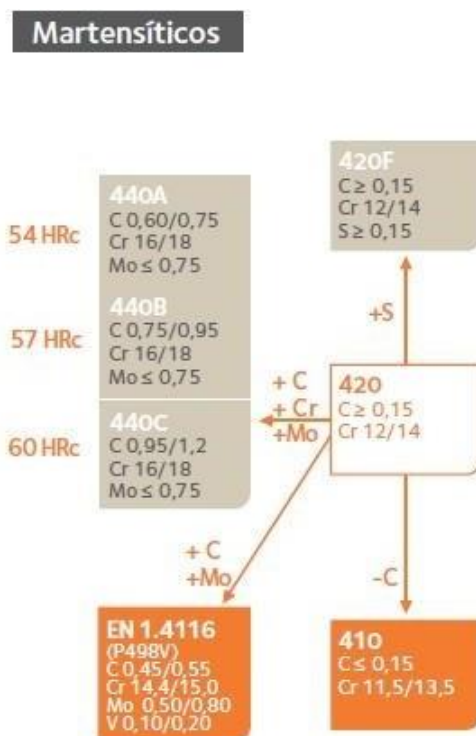 Martensíticos
420F
C ≥ 0,15
Cr 12/14
S ≥ 0,15
54 HRc
440A
C 0,60/0,75
Cr 16/18
Mo ≤ 0,75
57 HRc
440B
C 0,75/0,95
Cr 16/18
Mo ≤ 0,75
60 HRc
440C
C 0,95/1,2
Cr 16/18
Mo ≤ 0,75
+S
+ C
+ Cr
+Mo
420
C ≥ 0,15
Cr 12/14
+ C
+Mo
-C
EN 1.4116
(P498V)
C 0,45/0,55
Cr 14,4/15,0
Mo 0,50/0,80
V 0,10/0,20
410
C ≤ 0,15
Cr 11,5/13,5